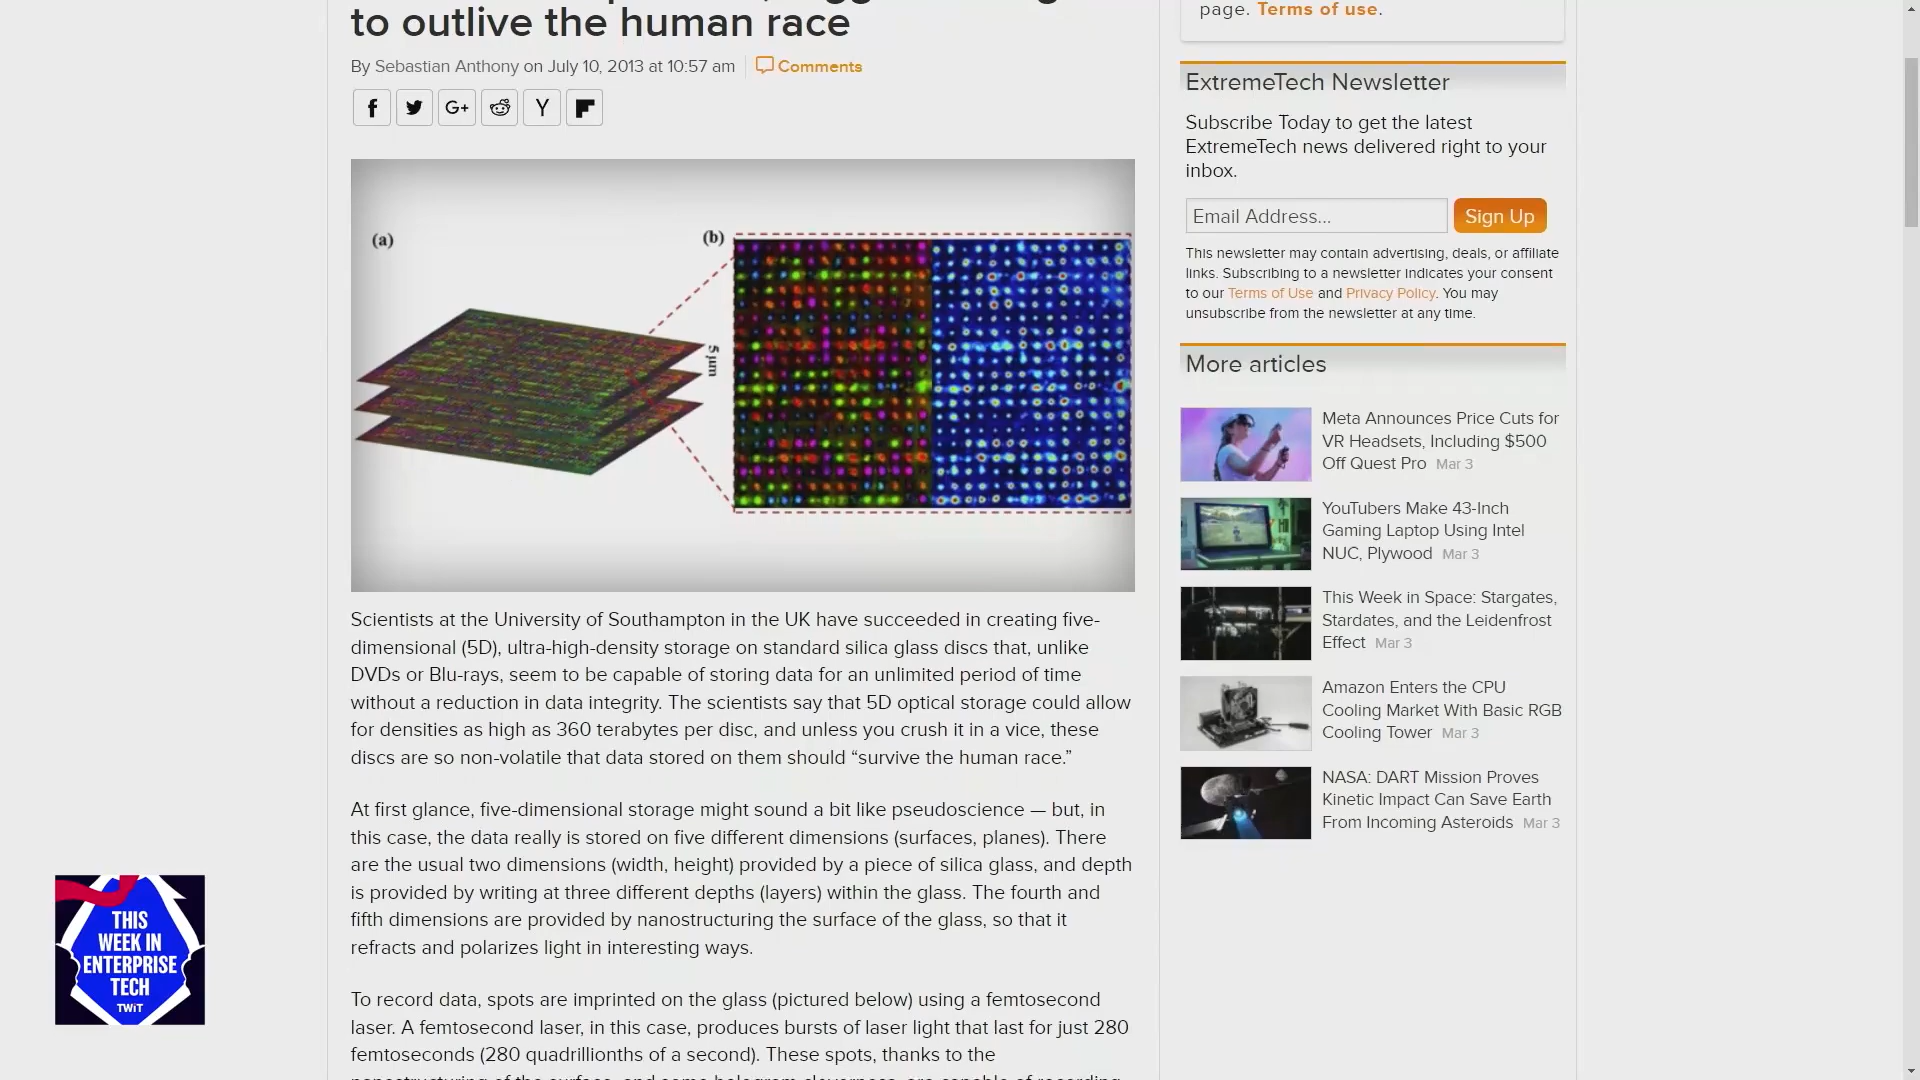 to outlive the human race
By Sebastian Anthony on July 10, 2013 at 10:57 am
Comments
G+
Y
(a)
(b)
5 μm
Scientists at the University of Southampton in the UK have succeeded in creating five-
dimensional (5D), ultra-high-density storage on standard silica glass discs that, unlike
DVDs or Blu-rays, seem to be capable of storing data for an unlimited period of time
without a reduction in data integrity. The scientists say that 5D optical storage could allow
for densities as high as 360 terabytes per disc, and unless you crush it in a vice, these
discs are so non-volatile that data stored on them should “survive the human race.”
At first glance, five-dimensional storage might sound a bit like pseudoscience — but, in
this case, the data really is stored on five different dimensions (surfaces, planes). There
are the usual two dimensions (width, height) provided by a piece of silica glass, and depth
is provided by writing at three different depths (layers) within the glass. The fourth and
fifth dimensions are provided by nanostructuring the surface of the glass, so that it
refracts and polarizes light in interesting ways.
To record data, spots are imprinted on the glass (pictured below) using a femtosecond
laser. A femtosecond laser, in this case, produces bursts of laser light that last for just 280
femtoseconds (280 quadrillionths of a second). These spots, thanks to the
page. Terms of use.
ExtremeTech Newsletter
Subscribe Today to get the latest
ExtremeTech news delivered right to your
inbox.
Email Address...
Sign Up
This newsletter may contain advertising, deals, or affiliate
links. Subscribing to a newsletter indicates your consent
to our Terms of Use and Privacy Policy. You may
unsubscribe from the newsletter at any time.
More articles
Meta Announces Price Cuts for
VR Headsets, Including $500
Off Quest Pro Mar 3
YouTubers Make 43-Inch
Gaming Laptop Using Intel
NUC, Plywood Mar 3
This Week in Space: Stargates,
Stardates, and the Leidenfrost
Effect Mar 3
Amazon Enters the CPU
Cooling Market With Basic RGB
Cooling Tower Mar 3
NASA: DART Mission Proves
Kinetic Impact Can Save Earth
From Incoming Asteroids Mar 3
THIS
WEEK IN
ENTERPRISE
TECH
TWiT